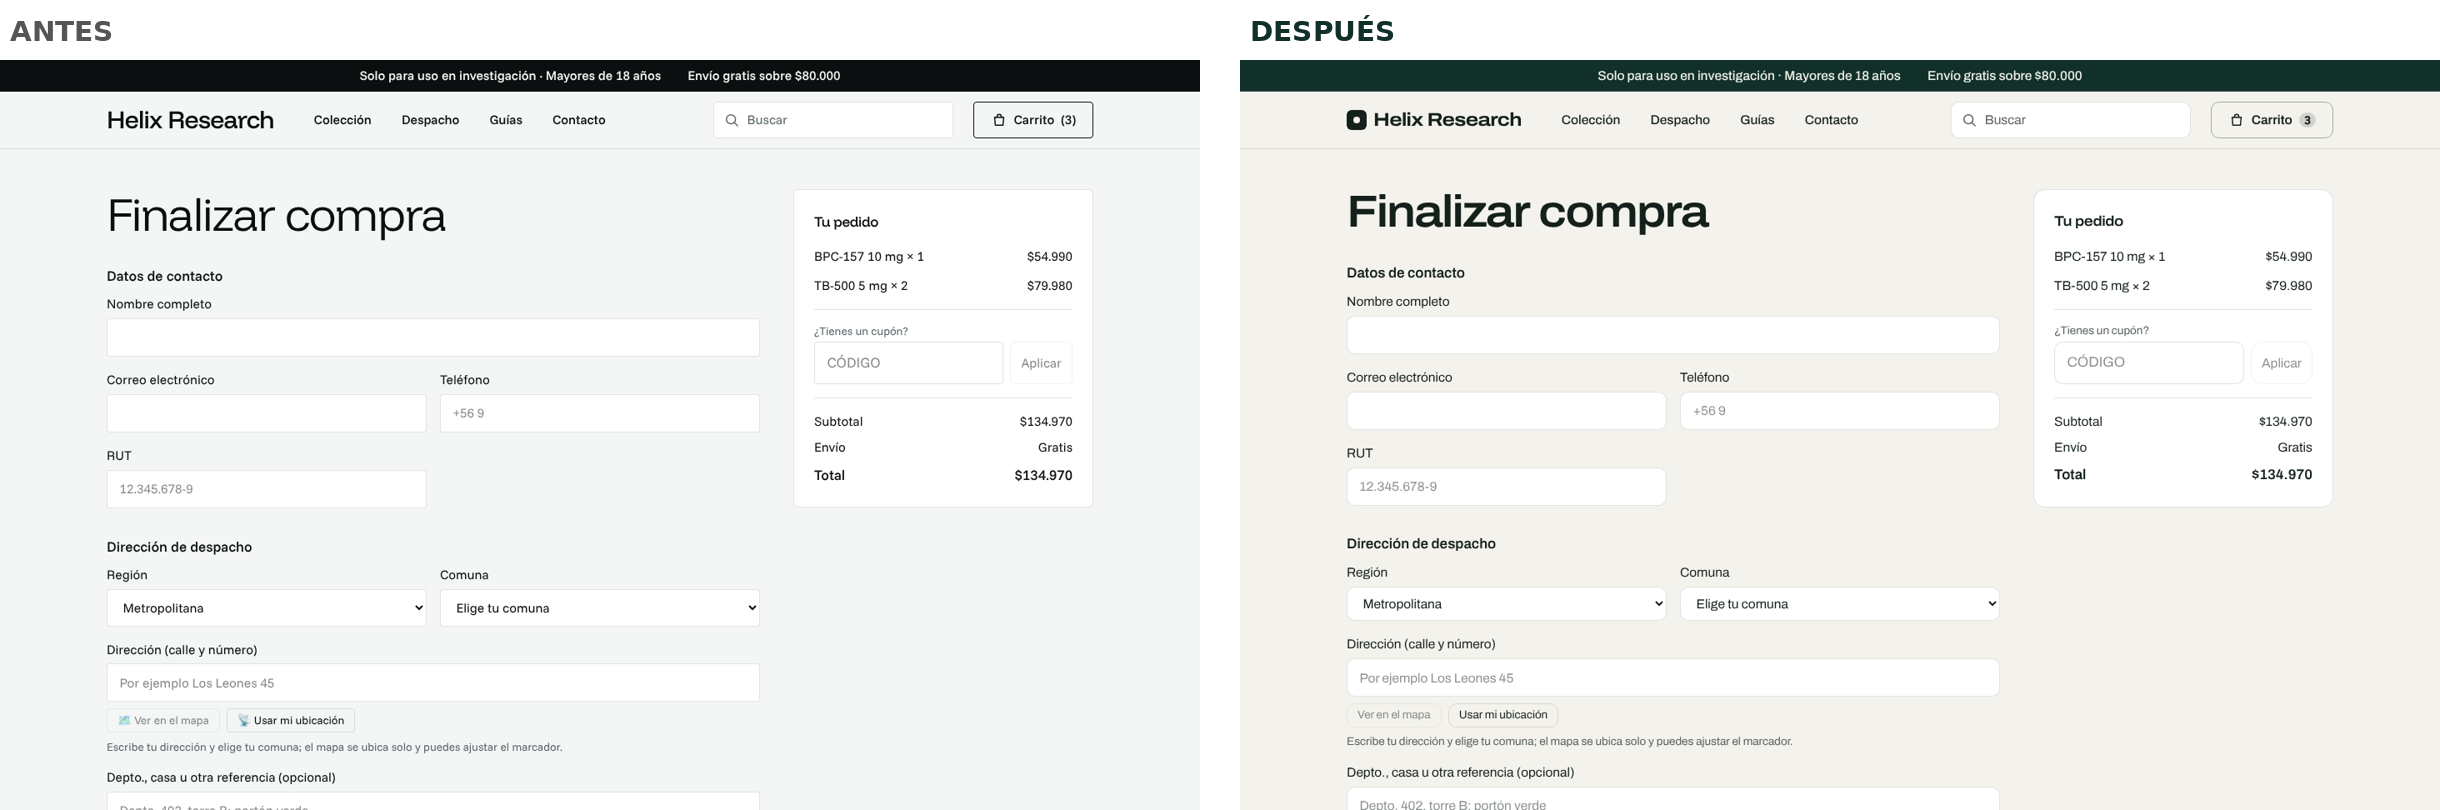 ANTES
Solo para uso en investigación · Mayores de 18 años Envío gratis sobre $80.000
Helix Research Colección Despacho Guías Contacto Buscar Carrito (3)
Finalizar compra
Datos de contacto
Nombre completo
Correo electrónico Teléfono
+56 9
RUT
12.345.678-9
Dirección de despacho
Región Comuna
Metropolitana Elige tu comuna
Dirección (calle y número)
Por ejemplo Los Leones 45
Ver en el mapa Usar mi ubicación
Escribe tu dirección y elige tu comuna; el mapa se ubica solo y puedes ajustar el marcador.
Depto., casa u otra referencia (opcional)
Depto. 402, torre B; portón verde
Tu pedido
BPC-157 10 mg × 1 $54.990
TB-500 5 mg × 2 $79.980
¿Tienes un cupón?
CÓDIGO Aplicar
Subtotal $134.970
Envío Gratis
Total $134.970
DESPUÉS
Solo para uso en investigación · Mayores de 18 años Envío gratis sobre $80.000
Helix Research Colección Despacho Guías Contacto Buscar Carrito 3
Finalizar compra
Datos de contacto
Nombre completo
Correo electrónico Teléfono
+56 9
RUT
12.345.678-9
Dirección de despacho
Región Comuna
Metropolitana Elige tu comuna
Dirección (calle y número)
Por ejemplo Los Leones 45
Ver en el mapa Usar mi ubicación
Escribe tu dirección y elige tu comuna; el mapa se ubica solo y puedes ajustar el marcador.
Depto., casa u otra referencia (opcional)
Depto. 402, torre B; portón verde
Tu pedido
BPC-157 10 mg × 1 $54.990
TB-500 5 mg × 2 $79.980
¿Tienes un cupón?
CÓDIGO Aplicar
Subtotal $134.970
Envío Gratis
Total $134.970